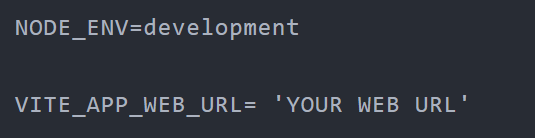 NODE_ENV=development
VITE_APP_WEB_URL= 'YOUR WEB URL'